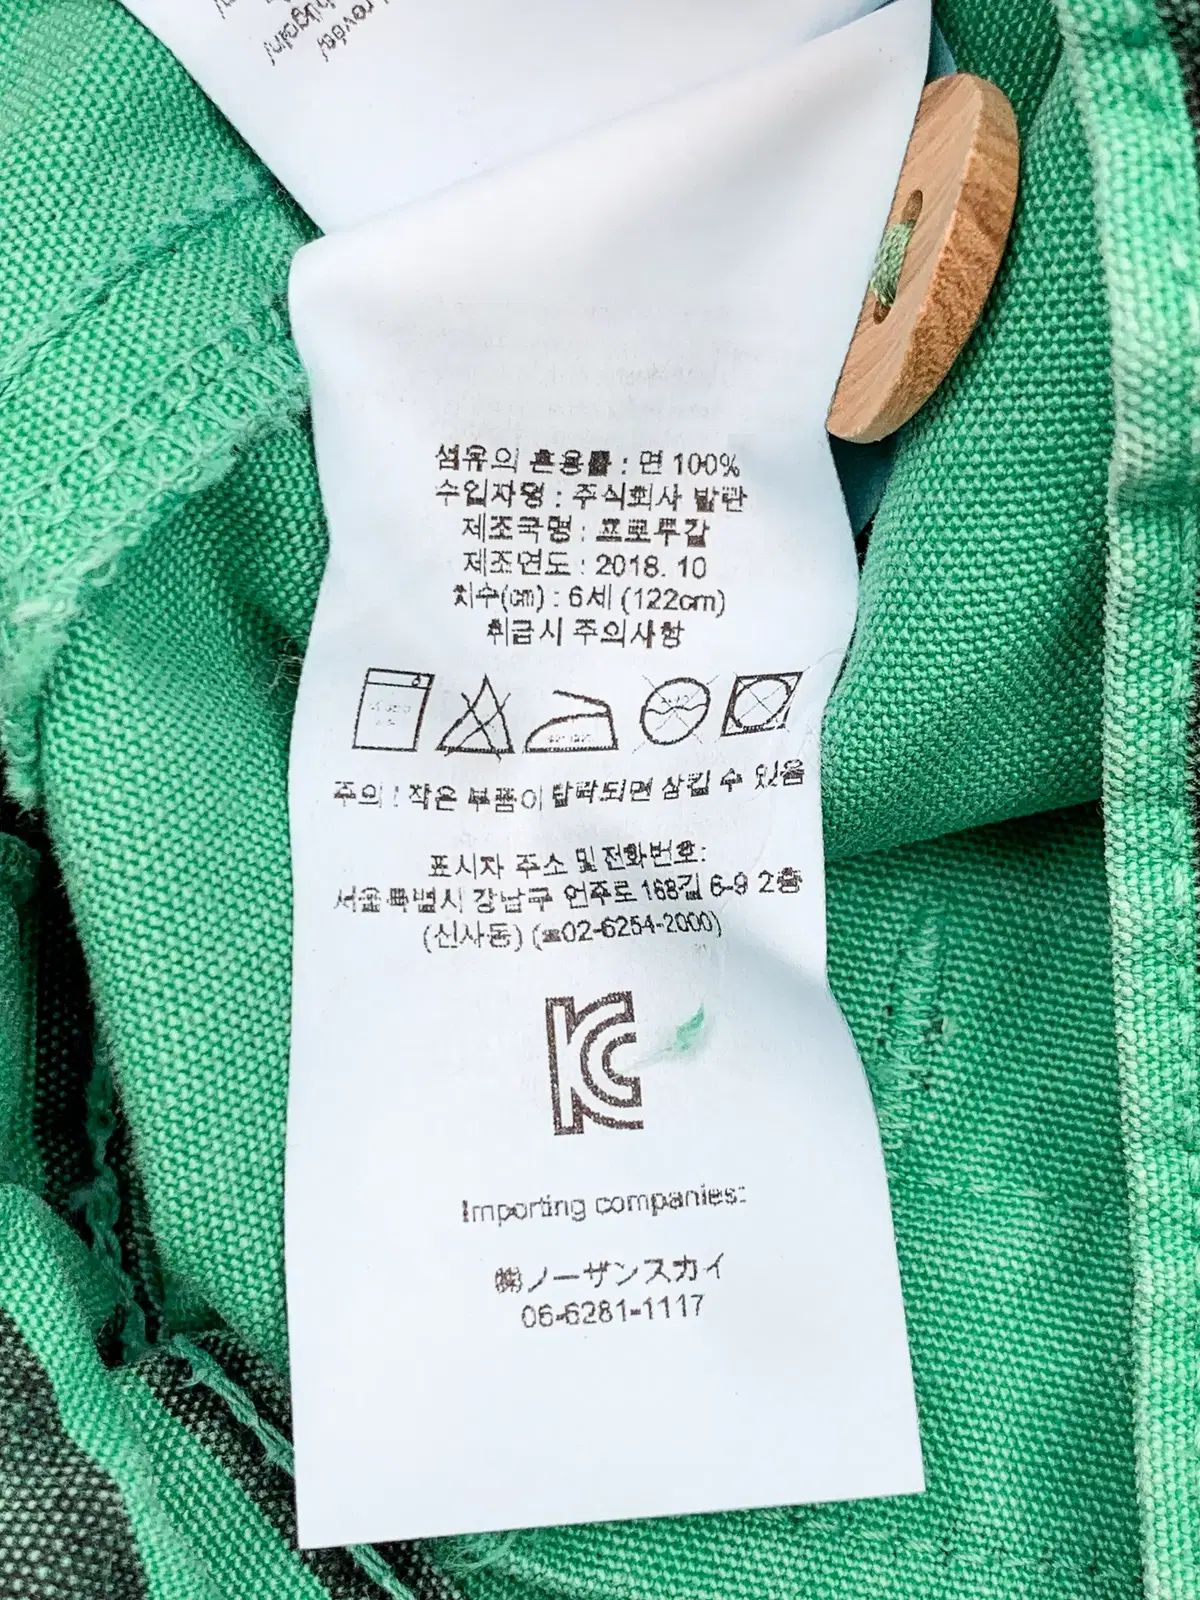 섬유의 혼용률 : 면 100%
수입자명 : 주식회사 발란
제조국명 : 포르투갈
제조연도 : 2018. 10
치수(cm) : 6세 (122cm)
취급시 주의사항
주의 ! 작은 부품이 탈락되면 삼킬 수 있음
표시자 주소 및 전화번호:
서울특별시 강남구 언주로 168길 6-9 2층
(신사동) (☎02-6254-2000)
KC
Importing companies:
㈱ノーザンスカイ
06-6281-1117